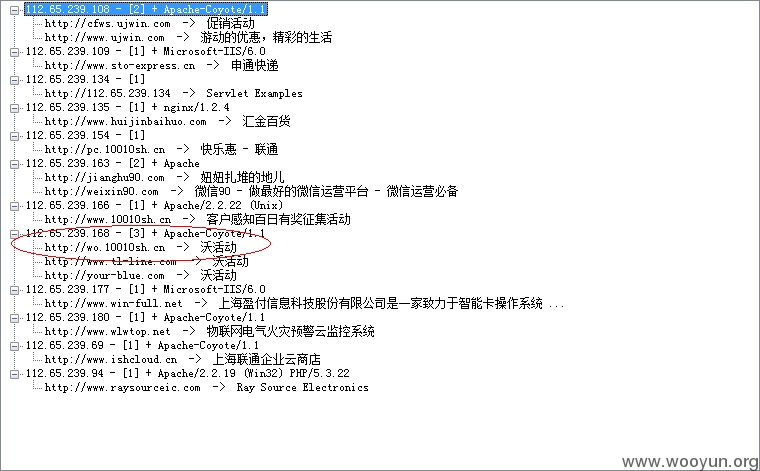 112.65.239.108 - [2] + Apache-Coyote/1.1
http://cfws.ujwin.com -> 促销活动
http://www.ujwin.com -> 游动的优惠，精彩的生活
112.65.239.109 - [1] + Microsoft-IIS/6.0
http://www.sto-express.cn -> 申通快递
112.65.239.134 - [1]
http://112.65.239.134 -> Servlet Examples
112.65.239.135 - [1] + nginx/1.2.4
http://www.huijinbaihuo.com -> 汇金百货
112.65.239.154 - [1]
http://pc.10010sh.cn -> 快乐惠 - 联通
112.65.239.163 - [2] + Apache
http://jianghu90.com -> 妞妞扎堆的地儿
http://weixin90.com -> 微信90 - 做最好的微信运营平台 - 微信运营必备
112.65.239.166 - [1] + Apache/2.2.22 (Unix)
http://www.10010sh.cn -> 客户感知百日有奖征集活动
112.65.239.168 - [3] + Apache-Coyote/1.1
http://wo.10010sh.cn -> 沃活动
http://www.tl-line.com -> 沃活动
http://your-blue.com -> 沃活动
112.65.239.177 - [1] + Microsoft-IIS/6.0
http://www.win-full.net -> 上海盈付信息科技股份有限公司是一家致力于智能卡操作系统 ...
112.65.239.180 - [1] + Apache-Coyote/1.1
http://www.wlwtop.net -> 物联网电气火灾预警云监控系统
112.65.239.69 - [1] + Apache-Coyote/1.1
http://www.ishcloud.cn -> 上海联通企业云商店
112.65.239.94 - [1] + Apache/2.2.19 (Win32) PHP/5.3.22
http://www.raysourceic.com -> Ray Source Electronics
www.wooyun.org